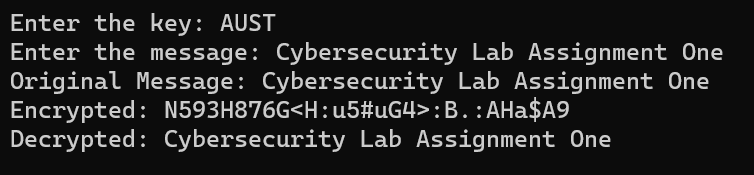 Enter the key: AUST
Enter the message: Cybersecurity Lab Assignment One
Original Message: Cybersecurity Lab Assignment One
Encrypted: N593H876G<H:u5#uG4>:B.:AHa$A9
Decrypted: Cybersecurity Lab Assignment One